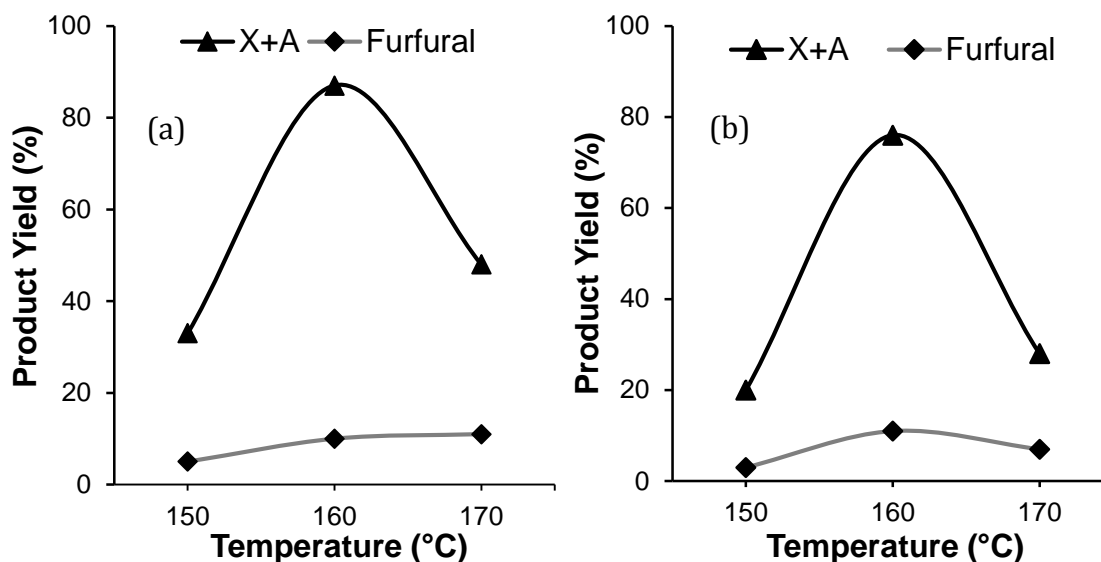 Product Yield (%)
100
80
60
40
20
0
X+A
Furfural
(a)
150
160
170
Temperature (°C)
Product Yield (%)
100
80
60
40
20
0
X+A
Furfural
(b)
150
160
170
Temperature (°C)